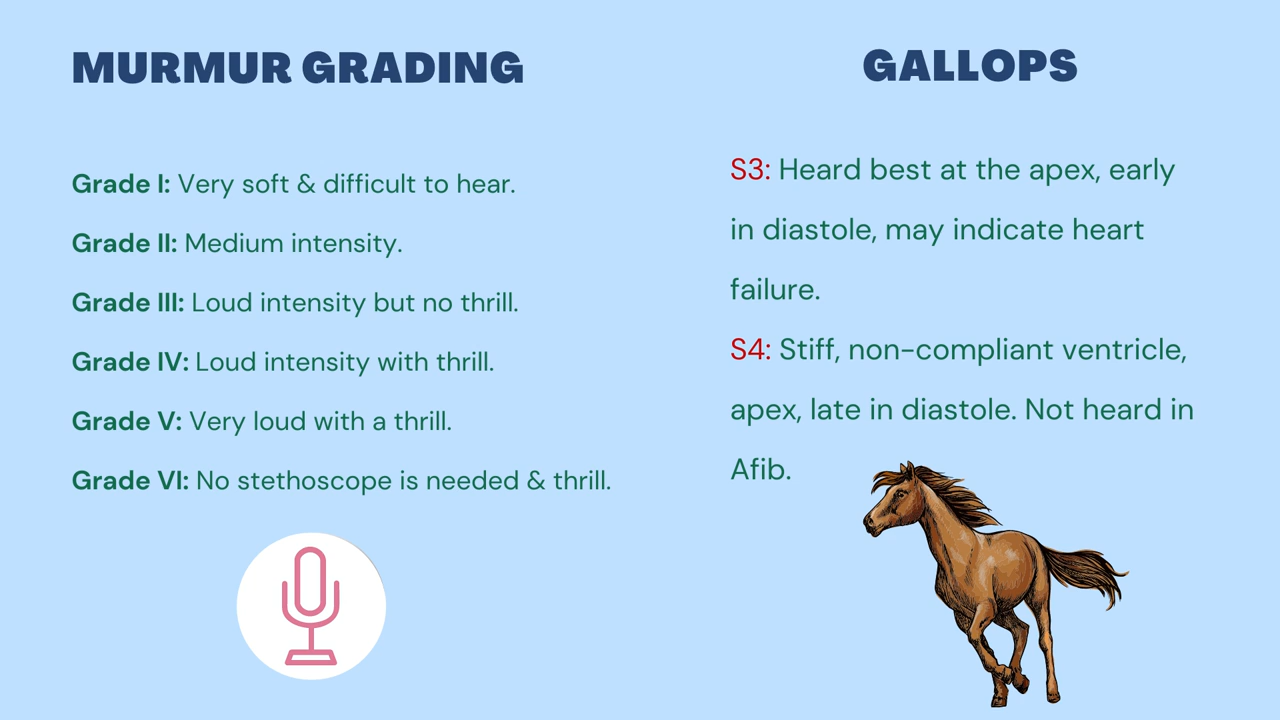 MURMUR GRADING
Grade I: Very soft & difficult to hear.
Grade II: Medium intensity.
Grade III: Loud intensity but no thrill.
Grade IV: Loud intensity with thrill.
Grade V: Very loud with a thrill.
Grade VI: No stethoscope is needed & thrill.
GALLOPS
S3: Heard best at the apex, early
in diastole, may indicate heart
failure.
S4: Stiff, non-compliant ventricle,
apex, late in diastole. Not heard in
Afib.